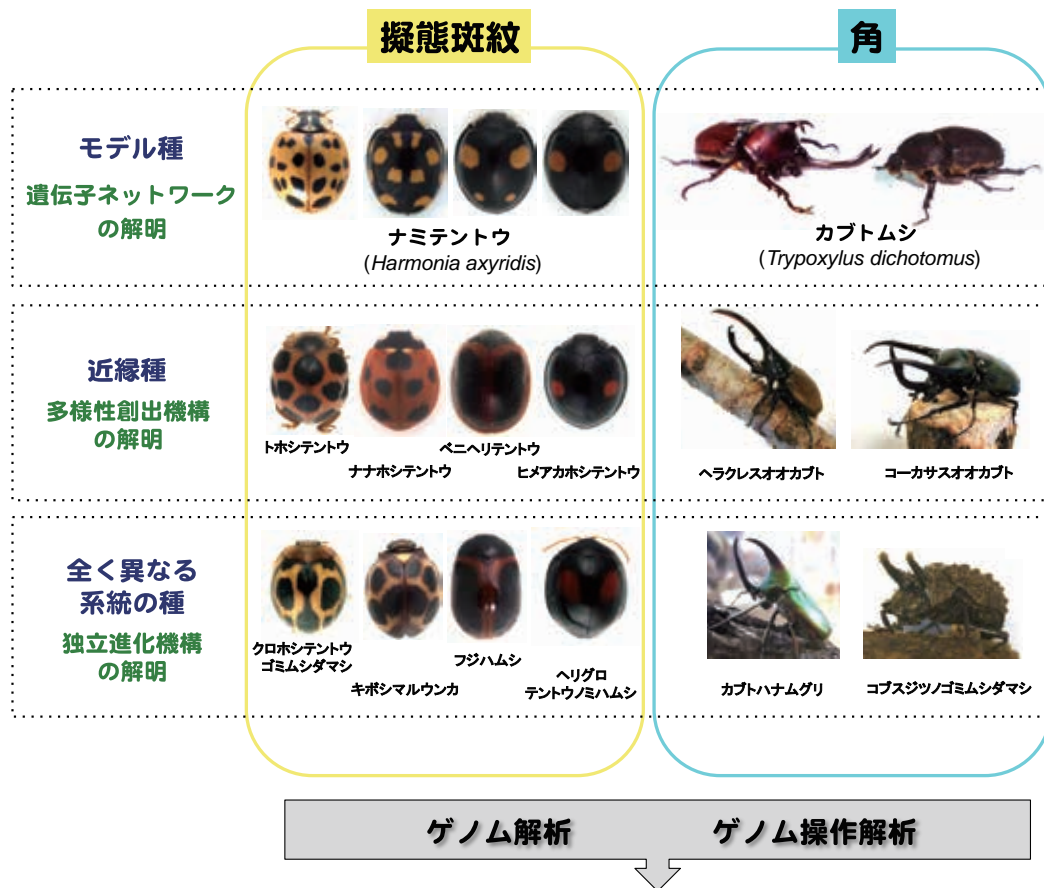 擬態斑紋
角
モデル種
遺伝子ネットワーク
の解明
ナミテントウ
(Harmonia axyridis)
カブトムシ
(Trypoxylus dichotomus)
近縁種
多様性創出機構
の解明
トホシテントウ
ナナホシテントウ
ベニヘリテントウ
ヒメアカホシテントウ
ヘラクレスオオカブト
コーカサスオオカブト
全く異なる
系統の種
独立進化機構
の解明
クロホシテントウ
ゴミムシダマシ
キボシマルウンカ
フジハムシ
ヘリグロ
テントウノミハムシ
カブトハナムグリ
コブスジツノゴミムシダマシ
ゲノム解析
ゲノム操作解析